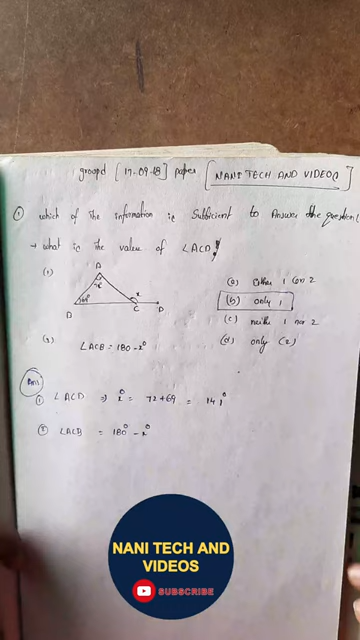 groupd [17-09-18] paper [NANI TECH AND VIDEOS]
① which of The Information is Sufficient to Answer the question
→ what is the value of ∠ACD?
(1)
A
72°
69°
x
B C D
(2) ∠ACB = 180 - x°
(a) Either 1 (or) 2
(b) only 1
(c) neither 1 nor 2
(d) only (2)
Ans
① ∠ACD ⇒ x° = 72+69 = 141°
② ∠ACB = 180° - x°
NANI TECH AND
VIDEOS
SUBSCRIBE